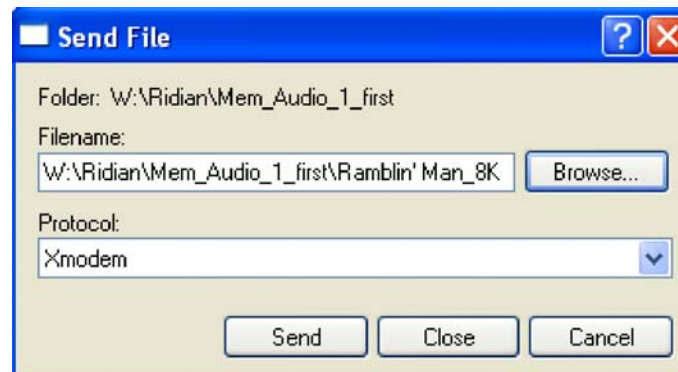 Send File
Folder: W:\Ridian\Mem_Audio_1_first
Filename:
W:\Ridian\Mem_Audio_1_first\Ramblin' Man_8K Browse...
Protocol:
Xmodem
Send Close Cancel